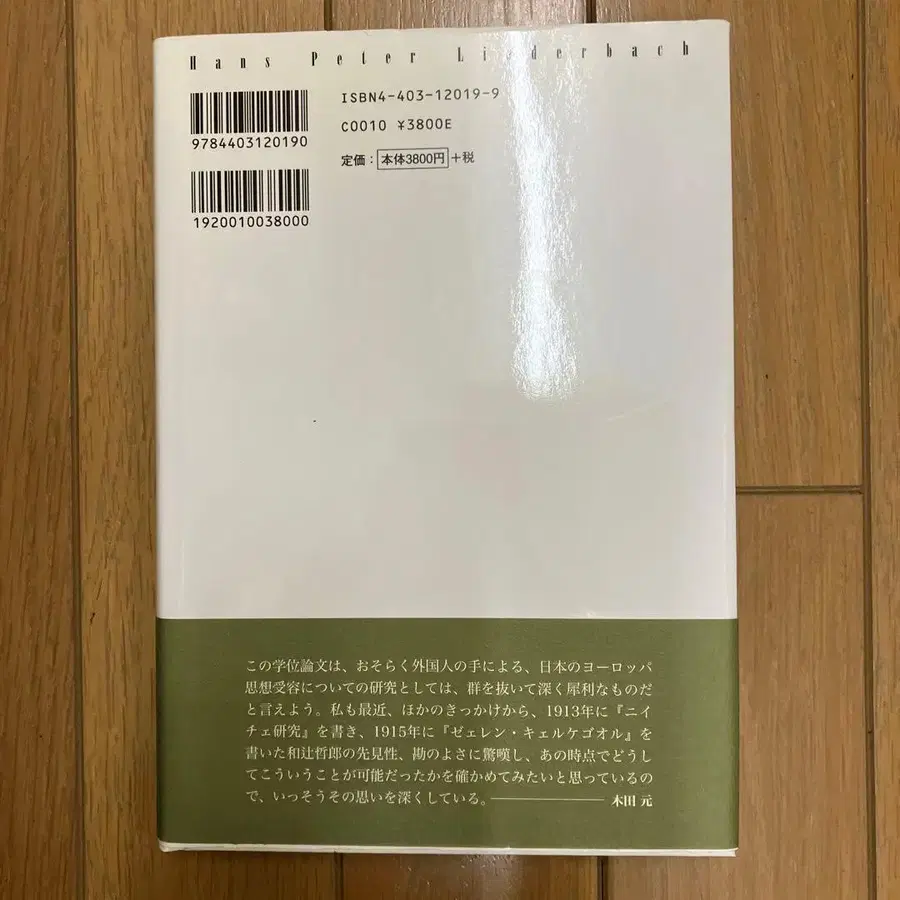 Hans Peter Liederbach
ISBN4-403-12019-9
C0010 ¥3800E
定価：本体3800円+税
9784403120190
1920010038000
この学位論文は、おそらく外国人の手による、日本のヨーロッパ
思想受容についての研究としては、群を抜いて深く犀利なものだ
と言えよう。私も最近、ほかのきっかけから、1913年に『ニイ
チェ研究』を書き、1915年に『ゼェレン・キェルケゴオル』を
書いた和辻哲郎の先見性、勘のよさに驚嘆し、あの時点でどうし
てこういうことが可能だったかを確かめてみたいと思っているの
で、いっそうその思いを深くしている。――木田 元